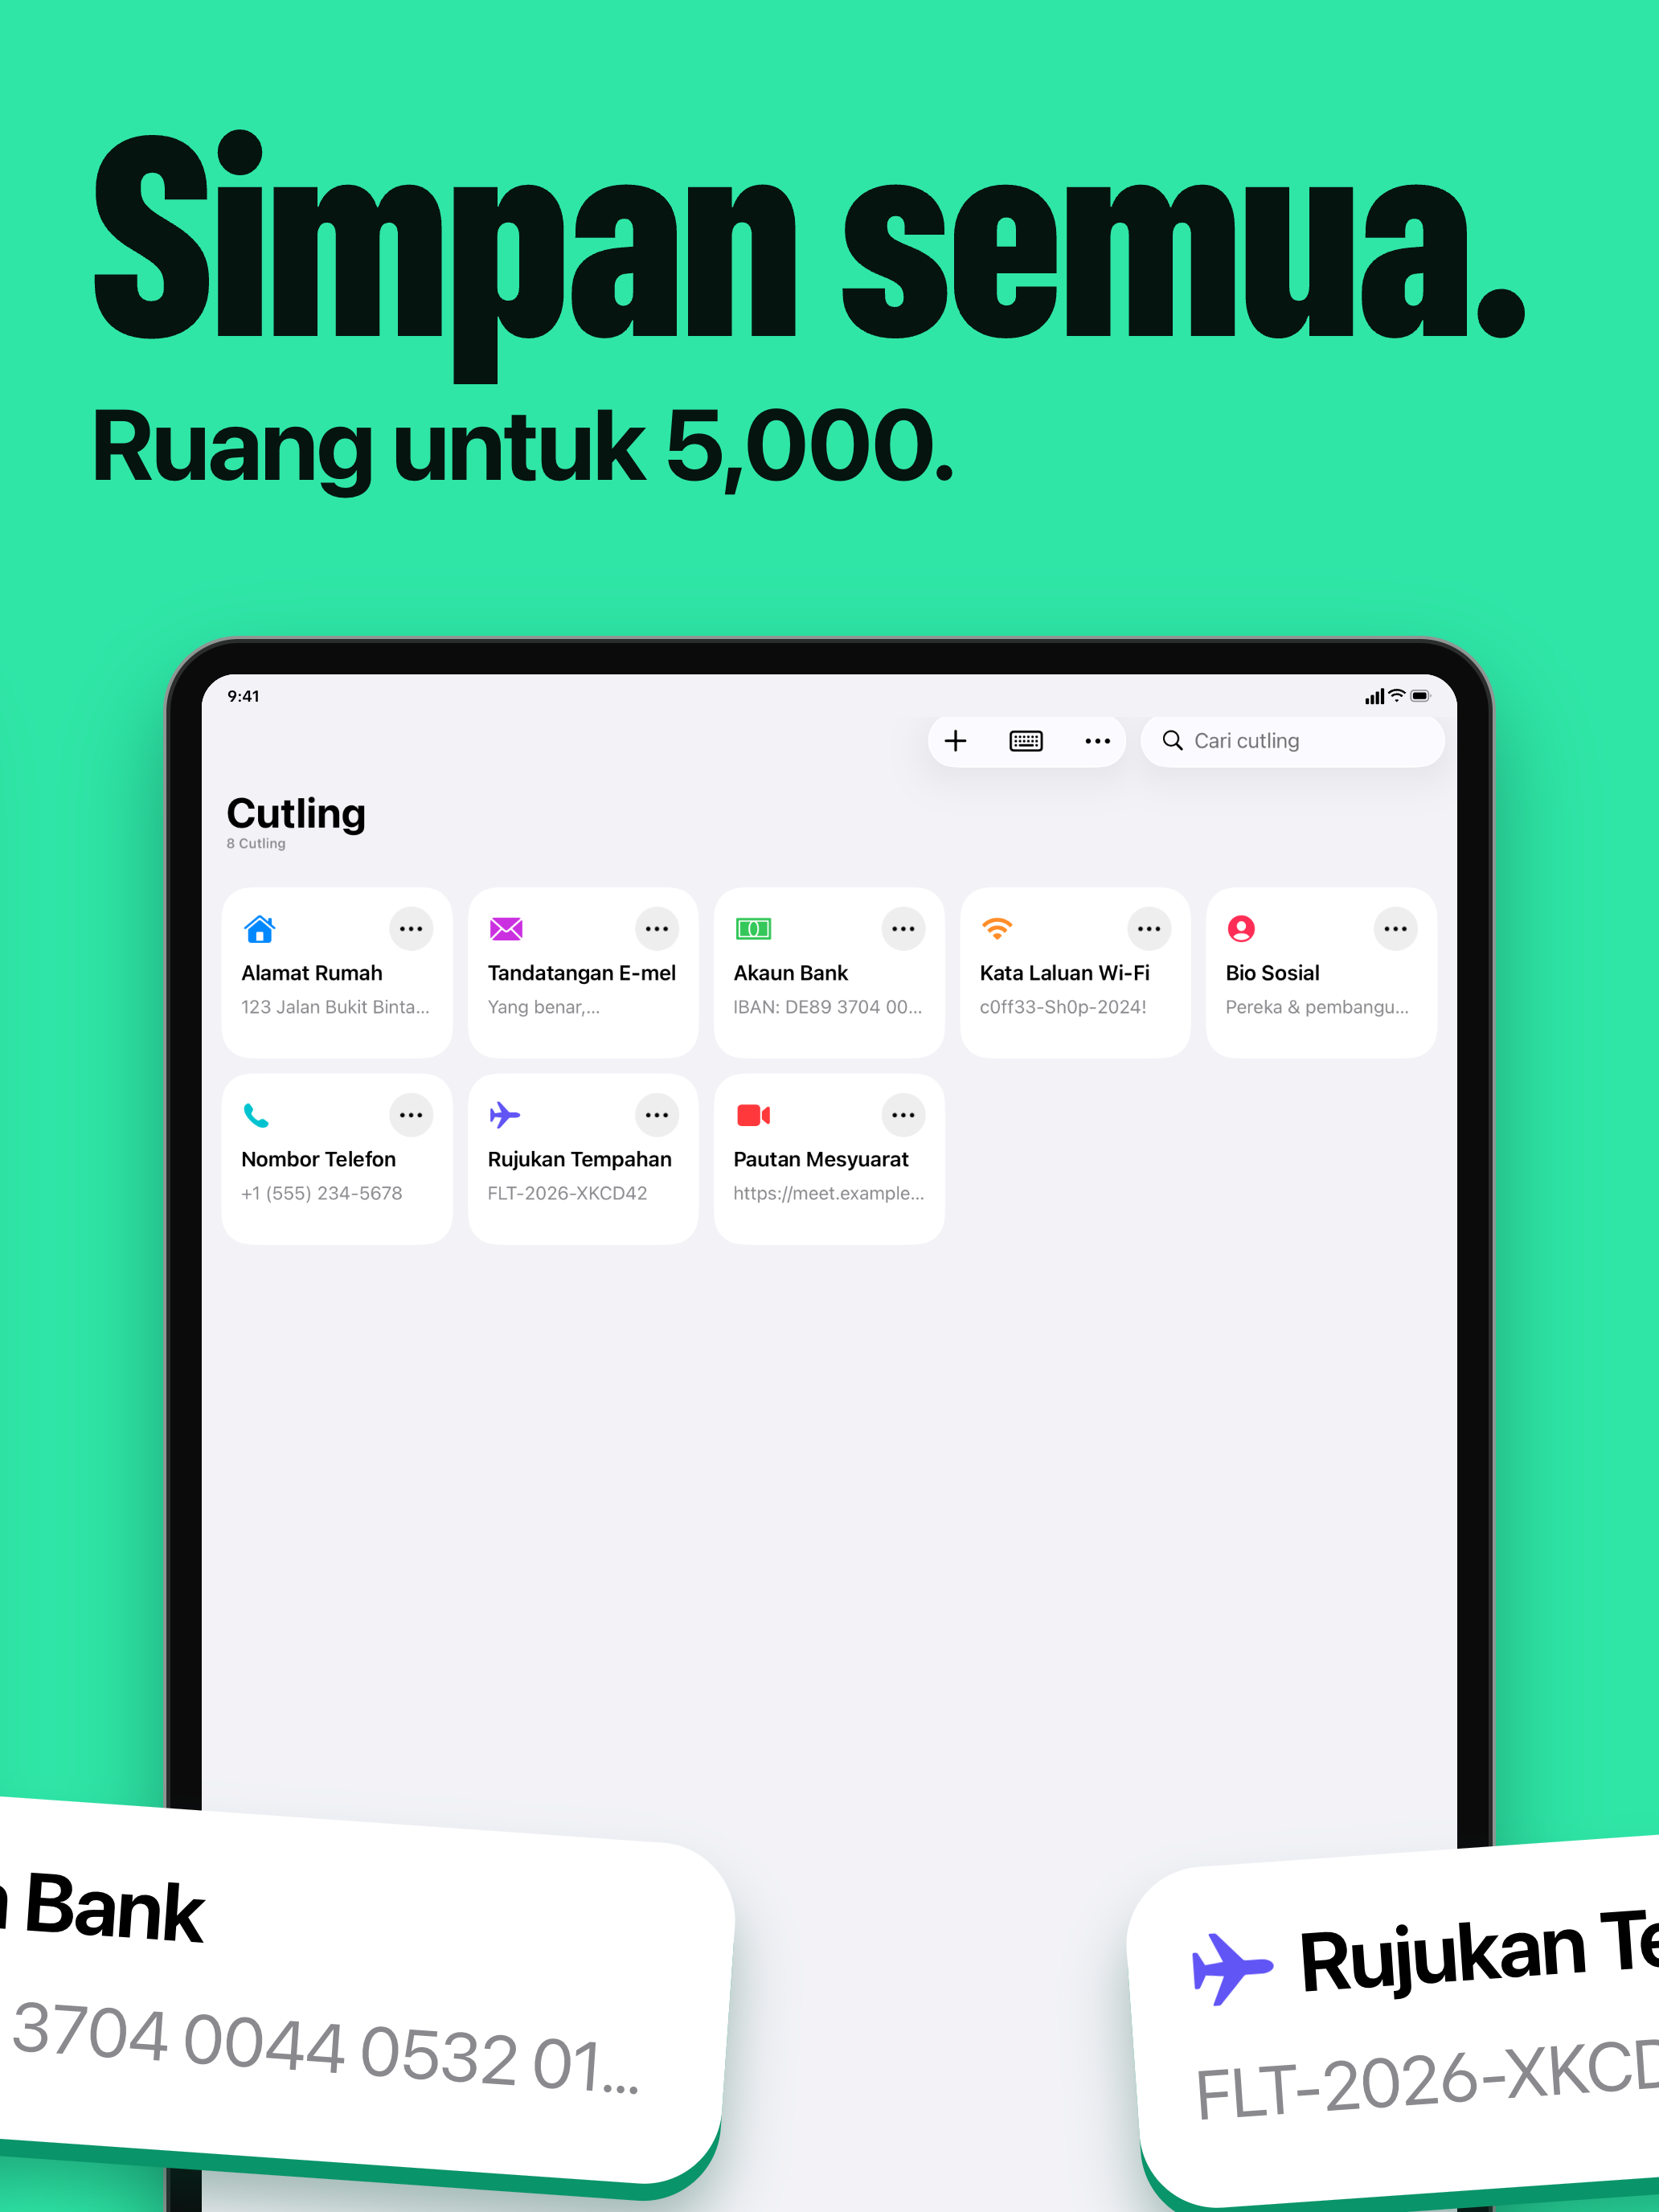 Simpan semua.
Ruang untuk 5,000.
9:41
Cari cutling
Cutling
8 Cutling
Alamat Rumah
123 Jalan Bukit Binta...
Tandatangan E-mel
Yang benar,...
Akaun Bank
IBAN: DE89 3704 00...
Kata Laluan Wi-Fi
c0ff33-Sh0p-2024!
Bio Sosial
Pereka & pembangu...
Nombor Telefon
+1 (555) 234-5678
Rujukan Tempahan
FLT-2026-XKCD42
Pautan Mesyuarat
https://meet.example...
n Bank
3704 0044 0532 01...
Rujukan Te
FLT-2026-XKCD